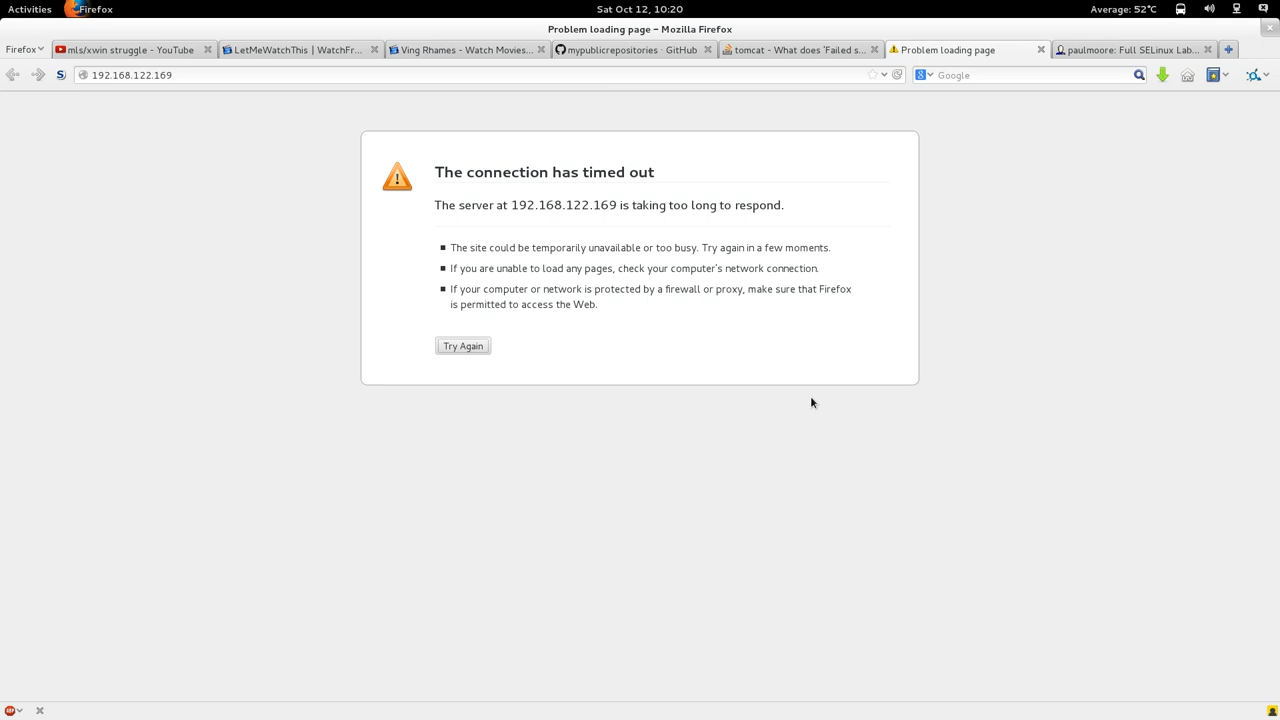 Activities
Firefox
Sat Oct 12, 10:20
Average: 52°C
Problem loading page - Mozilla Firefox
Firefox
mls/xwin struggle - YouTube
LetMeWatchThis | WatchFr...
Ving Rhames - Watch Movies...
mypublicrepositories · GitHub
tomcat - What does 'Failed s...
Problem loading page
paulmoore: Full SELinux Lab...
192.168.122.169
Google
The connection has timed out
The server at 192.168.122.169 is taking too long to respond.
The site could be temporarily unavailable or too busy. Try again in a few moments.
If you are unable to load any pages, check your computer's network connection.
If your computer or network is protected by a firewall or proxy, make sure that Firefox
is permitted to access the Web.
Try Again
ABP